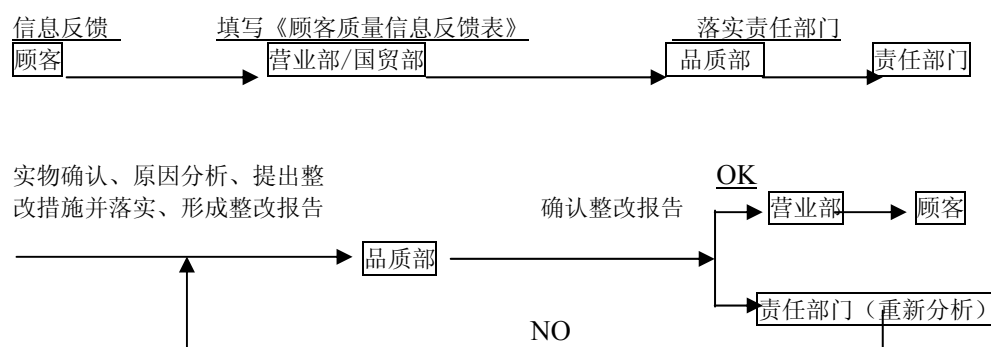 信息反馈 填写《顾客质量信息反馈表》 落实责任部门
顾客 营业部/国贸部 品质部 责任部门
实物确认、原因分析、提出整
改措施并落实、形成整改报告
确认整改报告
OK
营业部 顾客
品质部
责任部门（重新分析）
NO